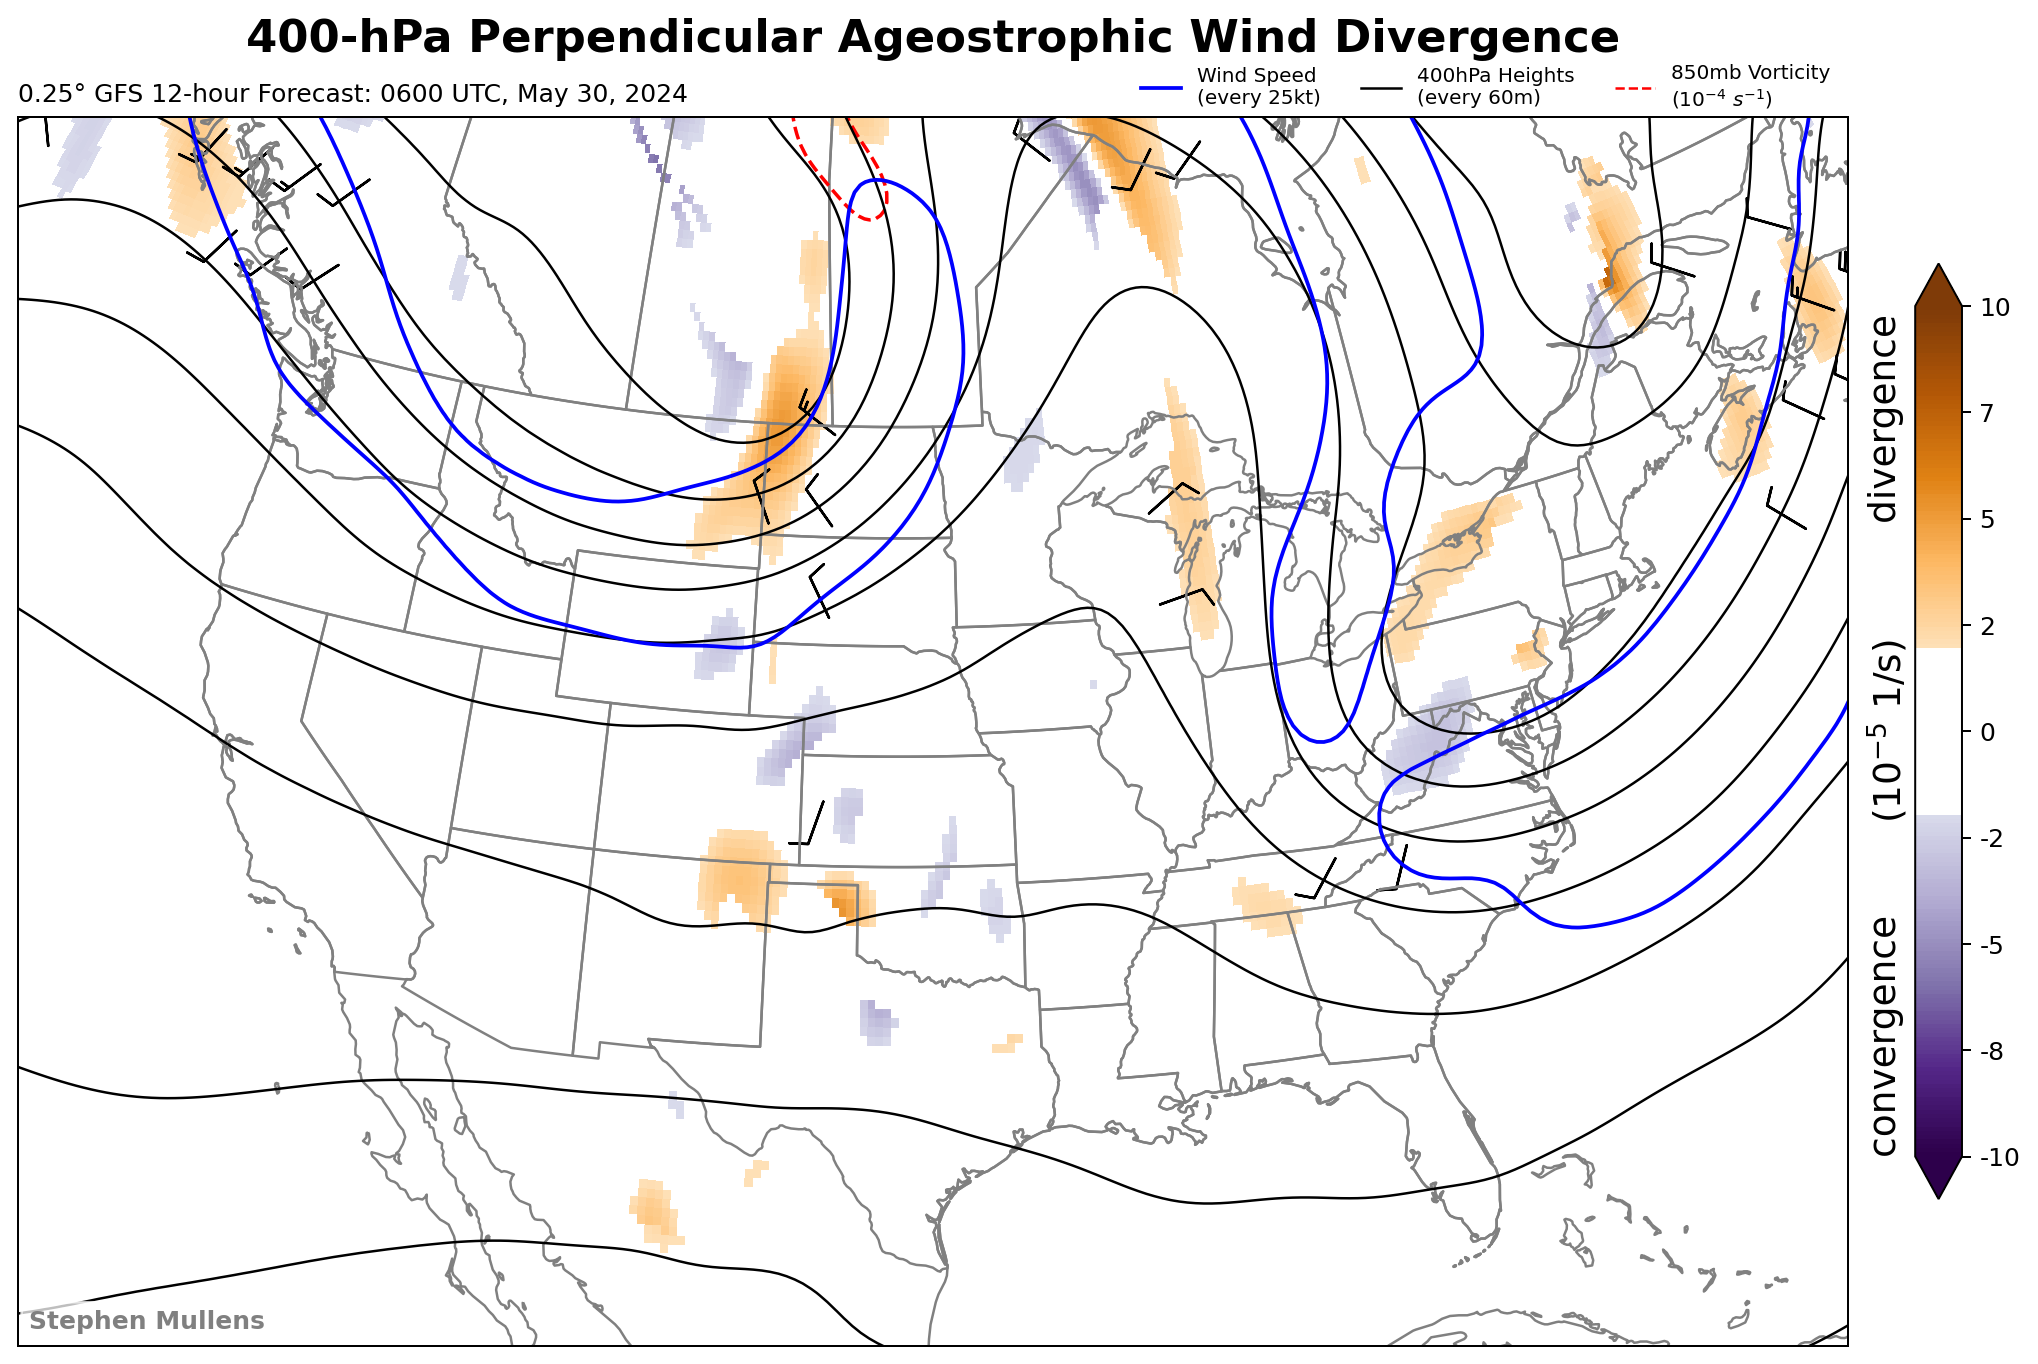 400-hPa Perpendicular Ageostrophic Wind Divergence
0.25° GFS 12-hour Forecast: 0600 UTC, May 30, 2024
Wind Speed
(every 25kt)
400hPa Heights
(every 60m)
850mb Vorticity
(10⁻⁴ s⁻¹)
10
7
5
2
0
-2
-5
-8
-10
convergence (10⁻⁵ 1/s) divergence
Stephen Mullens